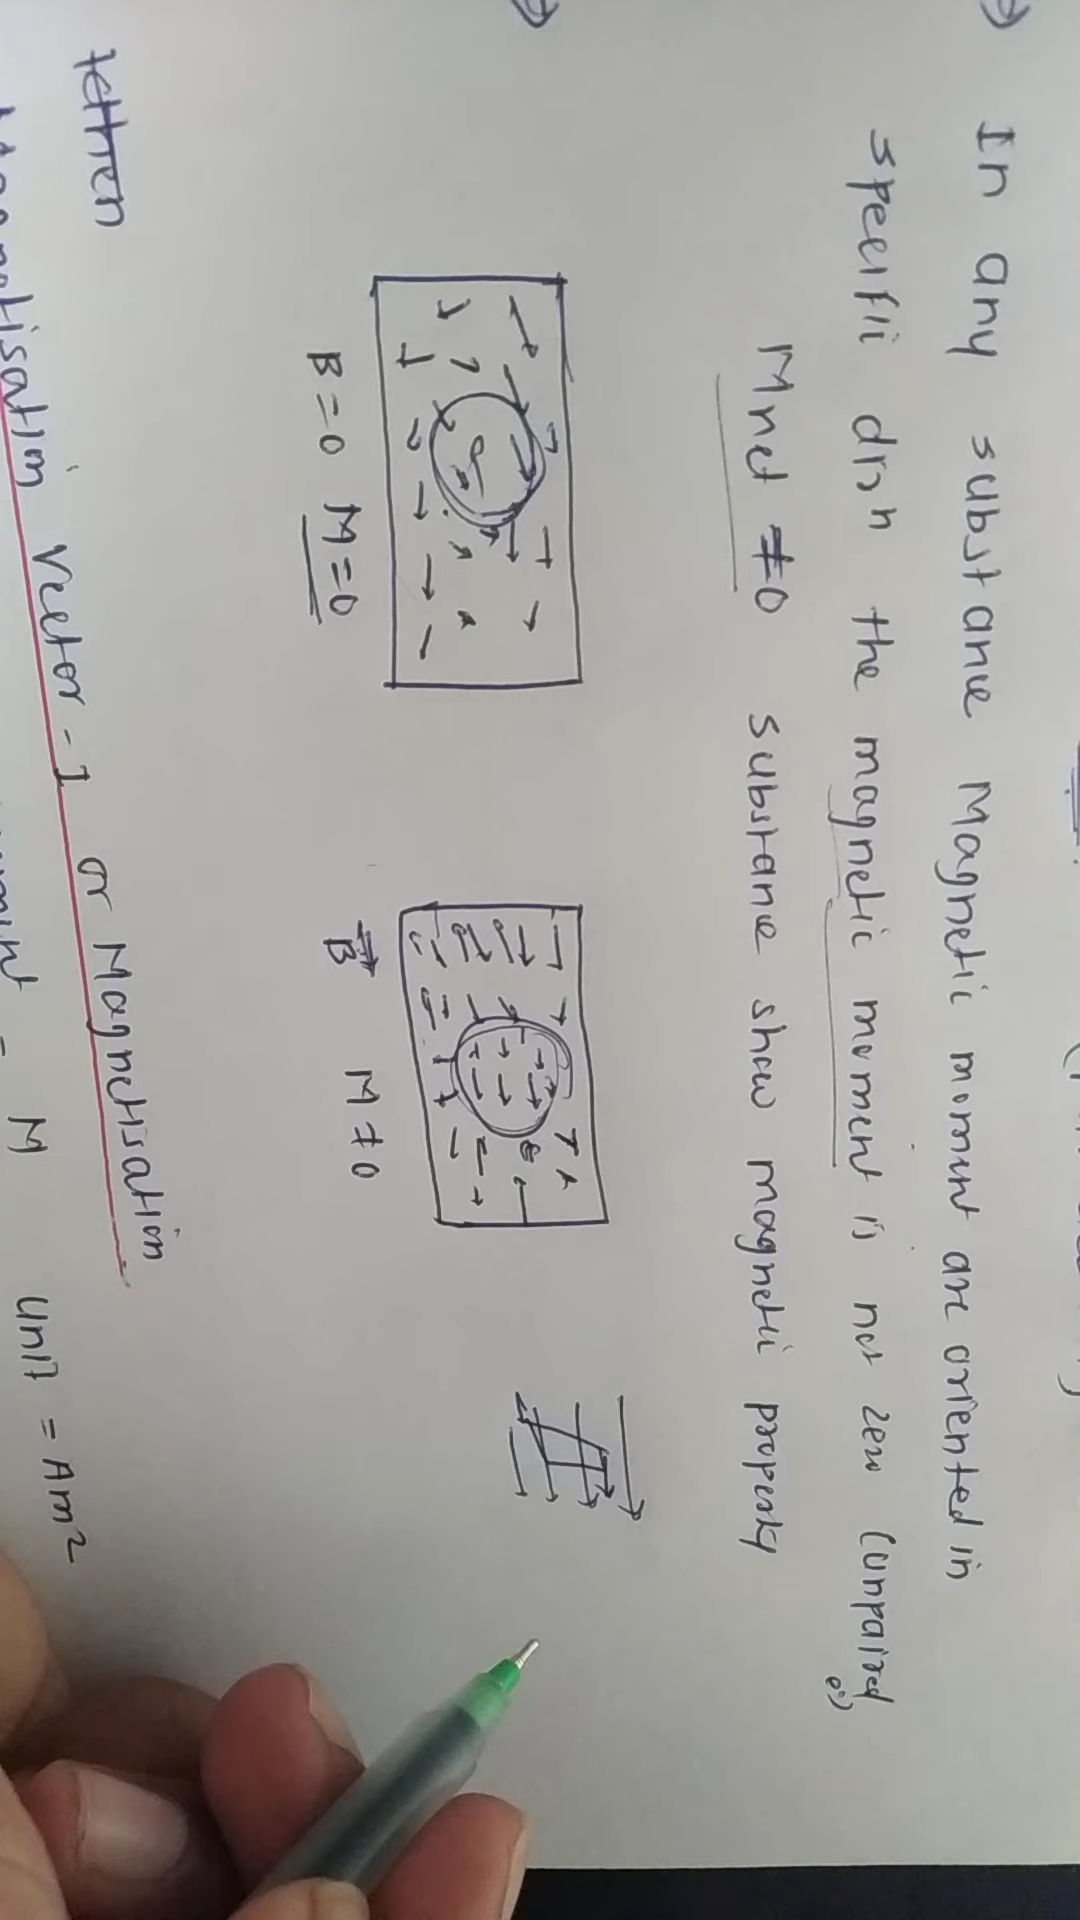 In any substance Magnetic moment are oriented in
specific dirn the magnetic moment is not zero (unpaired e⁻)
Mnet ≠ 0 substance show magnetic property
B = 0 M = 0
B M ≠ 0
Vector - I or Magnetisation
= M unit = Am²